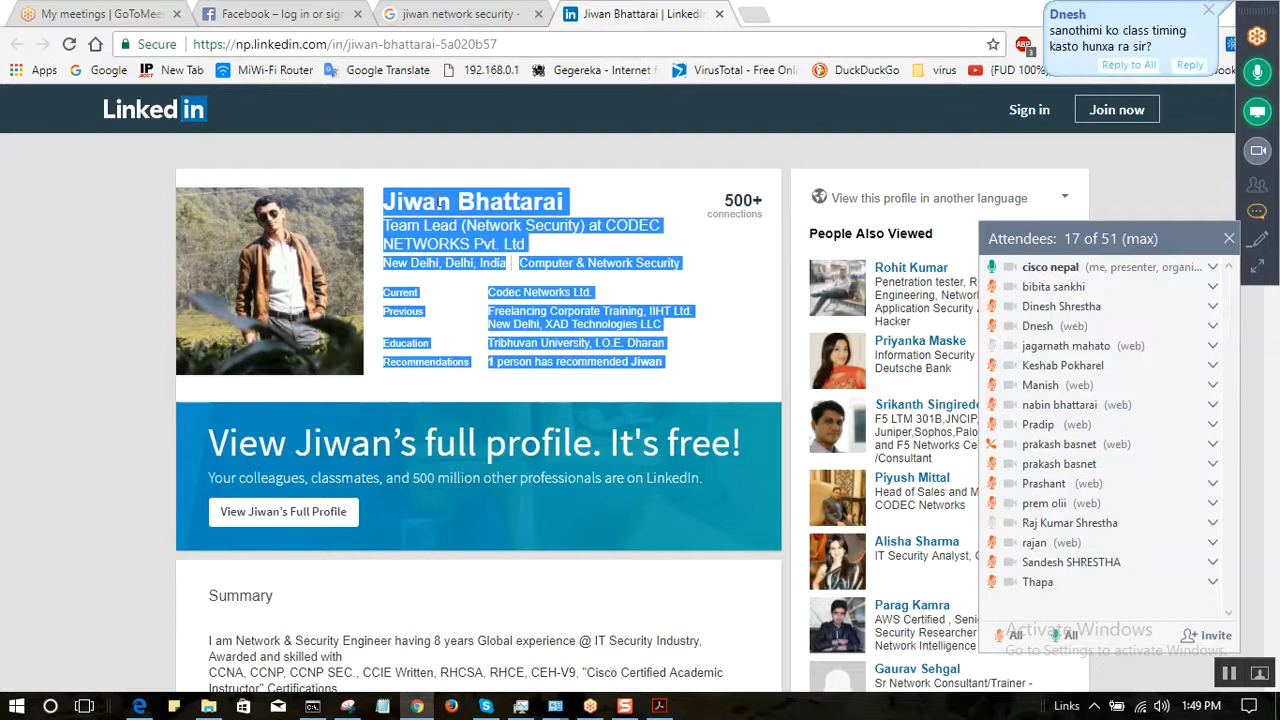 My meetings | GoToMee
Facebook – log in or sign
jiwan network security -
Jiwan Bhattarai | LinkedIn
Secure
https://np.linkedin.com/in/jiwan-bhattarai-5a020b57
Apps
Google
New Tab
MiWi-Fi Router
Google Translate
192.168.0.1
Gegereka - Internet f
VirusTotal - Free Onli
DuckDuckGo
virus
(FUD 100%)
Dnesh
sanothimi ko class timing
kasto hunxa ra sir?
Reply to All
Reply
Linked in
Sign in
Join now
Jiwan Bhattarai
Team Lead (Network Security) at CODEC
NETWORKS Pvt. Ltd
New Delhi, Delhi, India | Computer & Network Security
500+
connections
Current
Codec Networks Ltd.
Previous
Freelancing Corporate Training, IIHT Ltd.
New Delhi, XAD Technologies LLC
Education
Tribhuvan University, I.O.E. Dharan
Recommendations
1 person has recommended Jiwan
View Jiwan’s full profile. It's free!
Your colleagues, classmates, and 500 million other professionals are on LinkedIn.
View Jiwan's Full Profile
Summary
I am Network & Security Engineer having 8 years Global experience @ IT Security Industry,
Awarded and skilled with
CCNA, CCNP, CCNP SEC., CCIE Written, RHCSA, RHCE, CEH-V9, "Cisco Certified Academic
Instructor" Certifications
View this profile in another language
People Also Viewed
Rohit Kumar
Penetration tester, R
Engineering, Network
Application Security
Hacker
Priyanka Maske
Information Security
Deutsche Bank
Srikanth Singiredd
F5 LTM 301B,JNCIP,
Juniper,Sophos,Palo
and F5 Networks Ce
/Consultant
Piyush Mittal
Head of Sales and M
CODEC Networks
Alisha Sharma
IT Security Analyst, C
Parag Kamra
AWS Certified , Senio
Security Researcher
Network Intelligence
Gaurav Sehgal
Sr Network Consultant/Trainer -
Attendees: 17 of 51 (max)
cisco nepal (me, presenter, organi...
bibita sankhi
Dinesh Shrestha
Dnesh (web)
jagarnath mahato (web)
Keshab Pokharel
Manish (web)
nabin bhattarai (web)
Pradip (web)
prakash basnet (web)
prakash basnet
Prashant (web)
prem olii (web)
Raj Kumar Shrestha
rajan (web)
Sandesh SHRESTHA
Thapa
All
All
Invite
Activate Windows
Go to Settings to activate Windows.
Links
1:49 PM